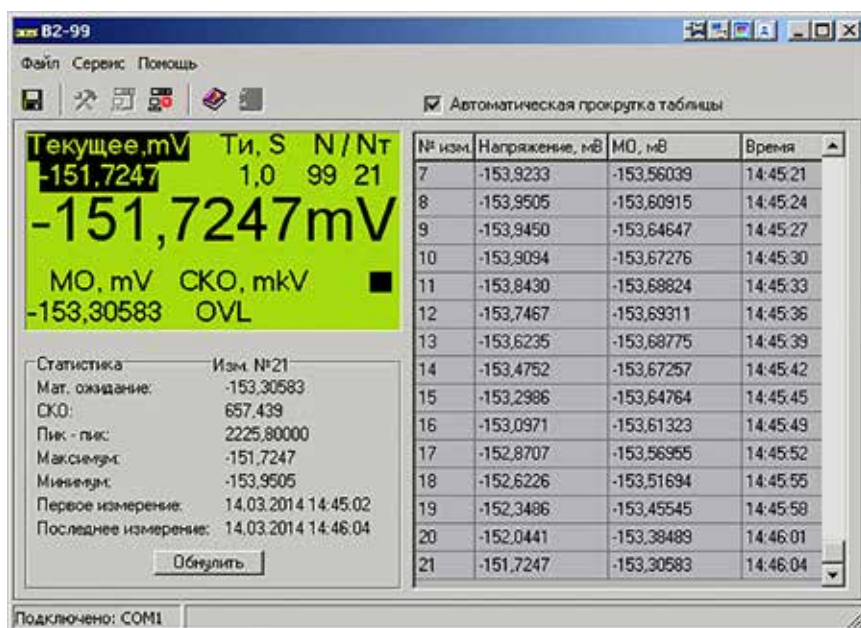 B2-99
Файл Сервис Помощь
Автоматическая прокрутка таблицы
Текущее,mV Tи, S N / Nт
-151,7247 1,0 99 21
-151,7247mV
МО, mV СКО, mkV
-153,30583 OVL
Статистика Изм. №21
Мат. ожидание: -153,30583
СКО: 657,439
Пик - пик: 2225,80000
Максимум: -151,7247
Минимум: -153,9505
Первое измерение: 14.03.2014 14:45:02
Последнее измерение: 14.03.2014 14:46:04
Обнулить
№ изм. Напряжение, мВ МО, мВ Время
7 -153,9233 -153,56039 14:45:21
8 -153,9505 -153,60915 14:45:24
9 -153,9450 -153,64647 14:45:27
10 -153,9094 -153,67276 14:45:30
11 -153,8430 -153,68824 14:45:33
12 -153,7467 -153,69311 14:45:36
13 -153,6235 -153,68775 14:45:39
14 -153,4752 -153,67257 14:45:42
15 -153,2986 -153,64764 14:45:45
16 -153,0971 -153,61323 14:45:49
17 -152,8707 -153,56955 14:45:52
18 -152,6226 -153,51694 14:45:55
19 -152,3486 -153,45545 14:45:58
20 -152,0441 -153,38489 14:46:01
21 -151,7247 -153,30583 14:46:04
Подключено: COM1